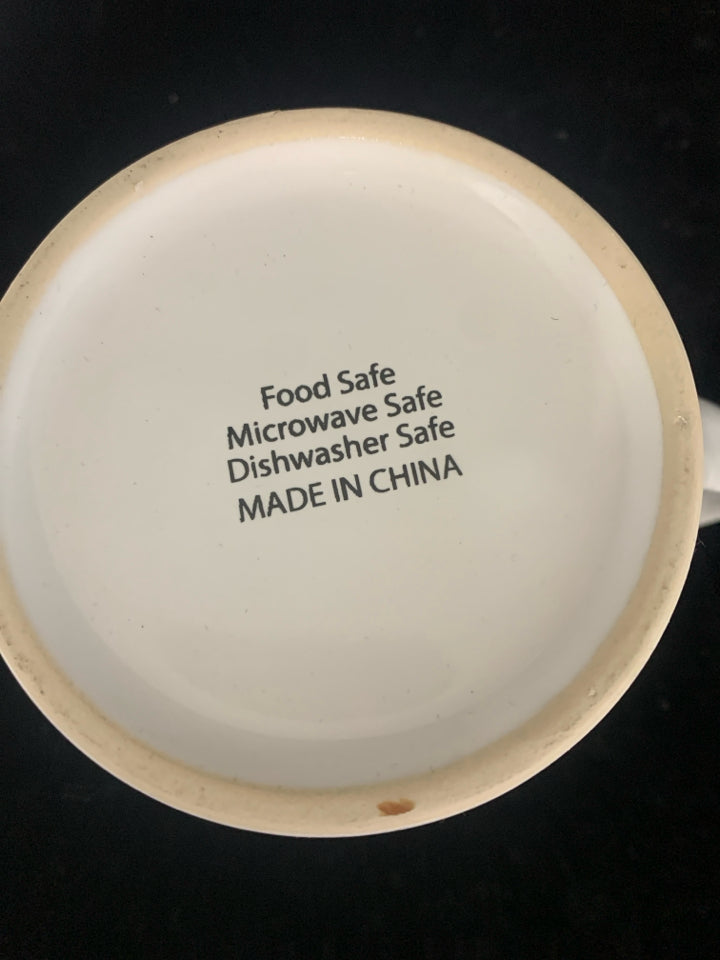 Food Safe
Microwave Safe
Dishwasher Safe
MADE IN CHINA